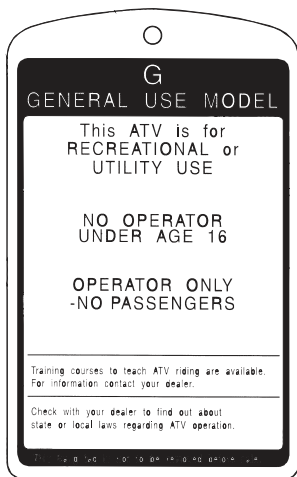 G
GENERAL USE MODEL
This ATV is for
RECREATIONAL or
UTILITY USE
NO OPERATOR
UNDER AGE 16
OPERATOR ONLY
-NO PASSENGERS
Training courses to teach ATV riding are available.
For information contact your dealer.
Check with your dealer to find out about
state or local laws regarding ATV operation.